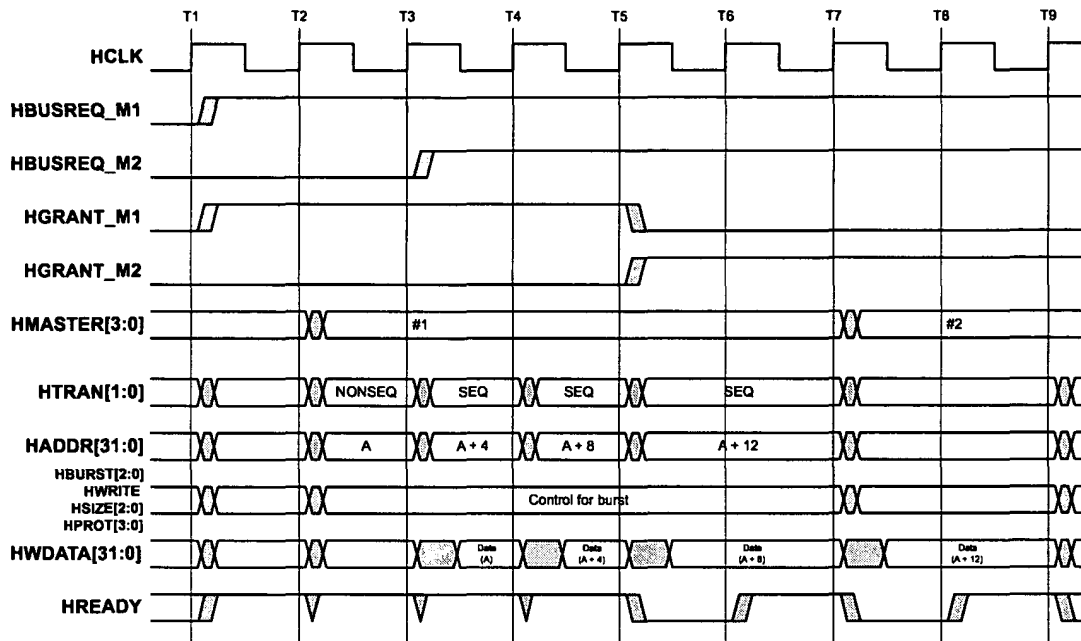 T1 T2 T3 T4 T5 T6 T7 T8 T9
HCLK
HBUSREQ_M1
HBUSREQ_M2
HGRANT_M1
HGRANT_M2
HMASTER[3:0] #1 #2
HTRAN[1:0] NONSEQ SEQ SEQ SEQ
HADDR[31:0] A A + 4 A + 8 A + 12
HBURST[2:0]
HWRITE Control for burst
HSIZE[2:0]
HPROT[3:0]
HWDATA[31:0] Data (A) Data (A + 4) Data (A + 8) Data (A + 12)
HREADY